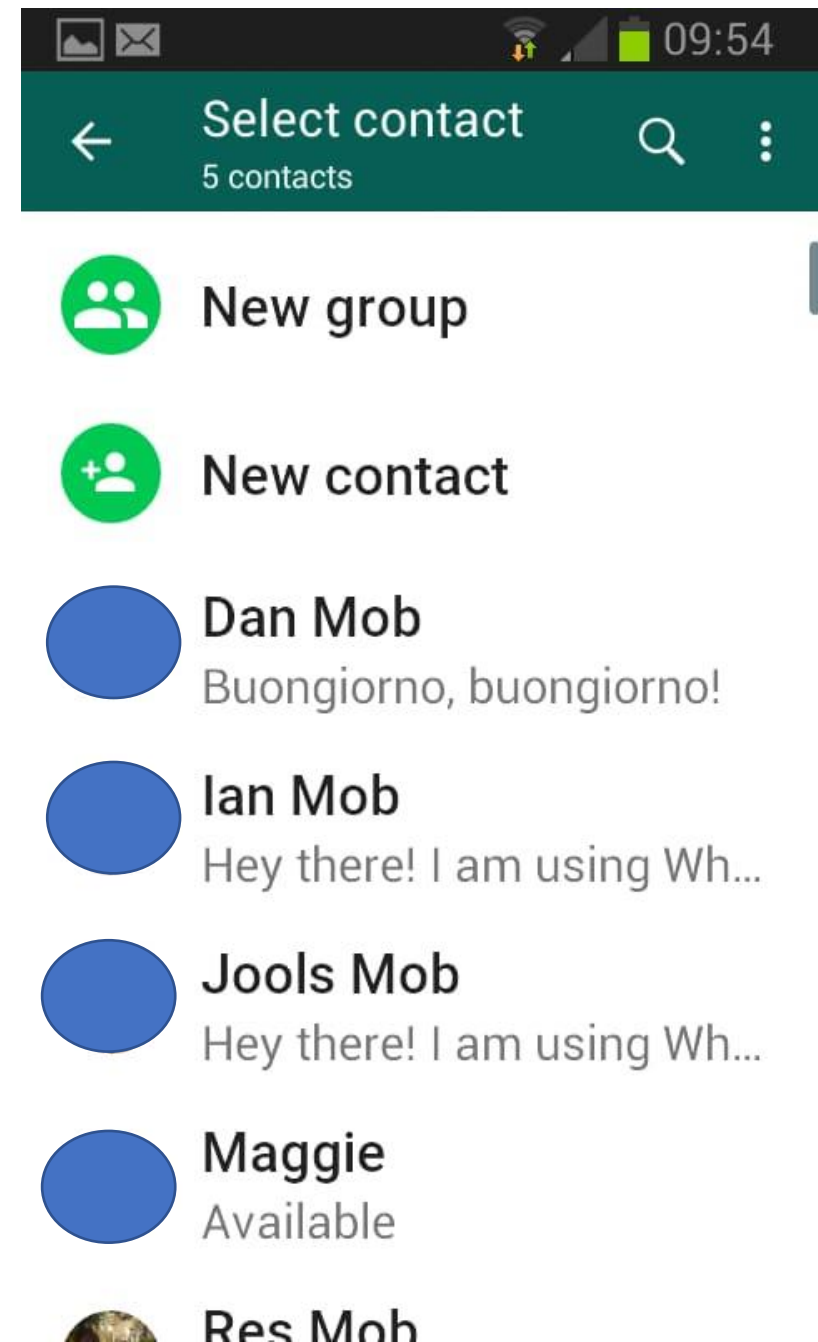 09:54
Select contact
5 contacts
New group
New contact
Dan Mob
Buongiorno, buongiorno!
Ian Mob
Hey there! I am using Wh...
Jools Mob
Hey there! I am using Wh...
Maggie
Available
Res Mob